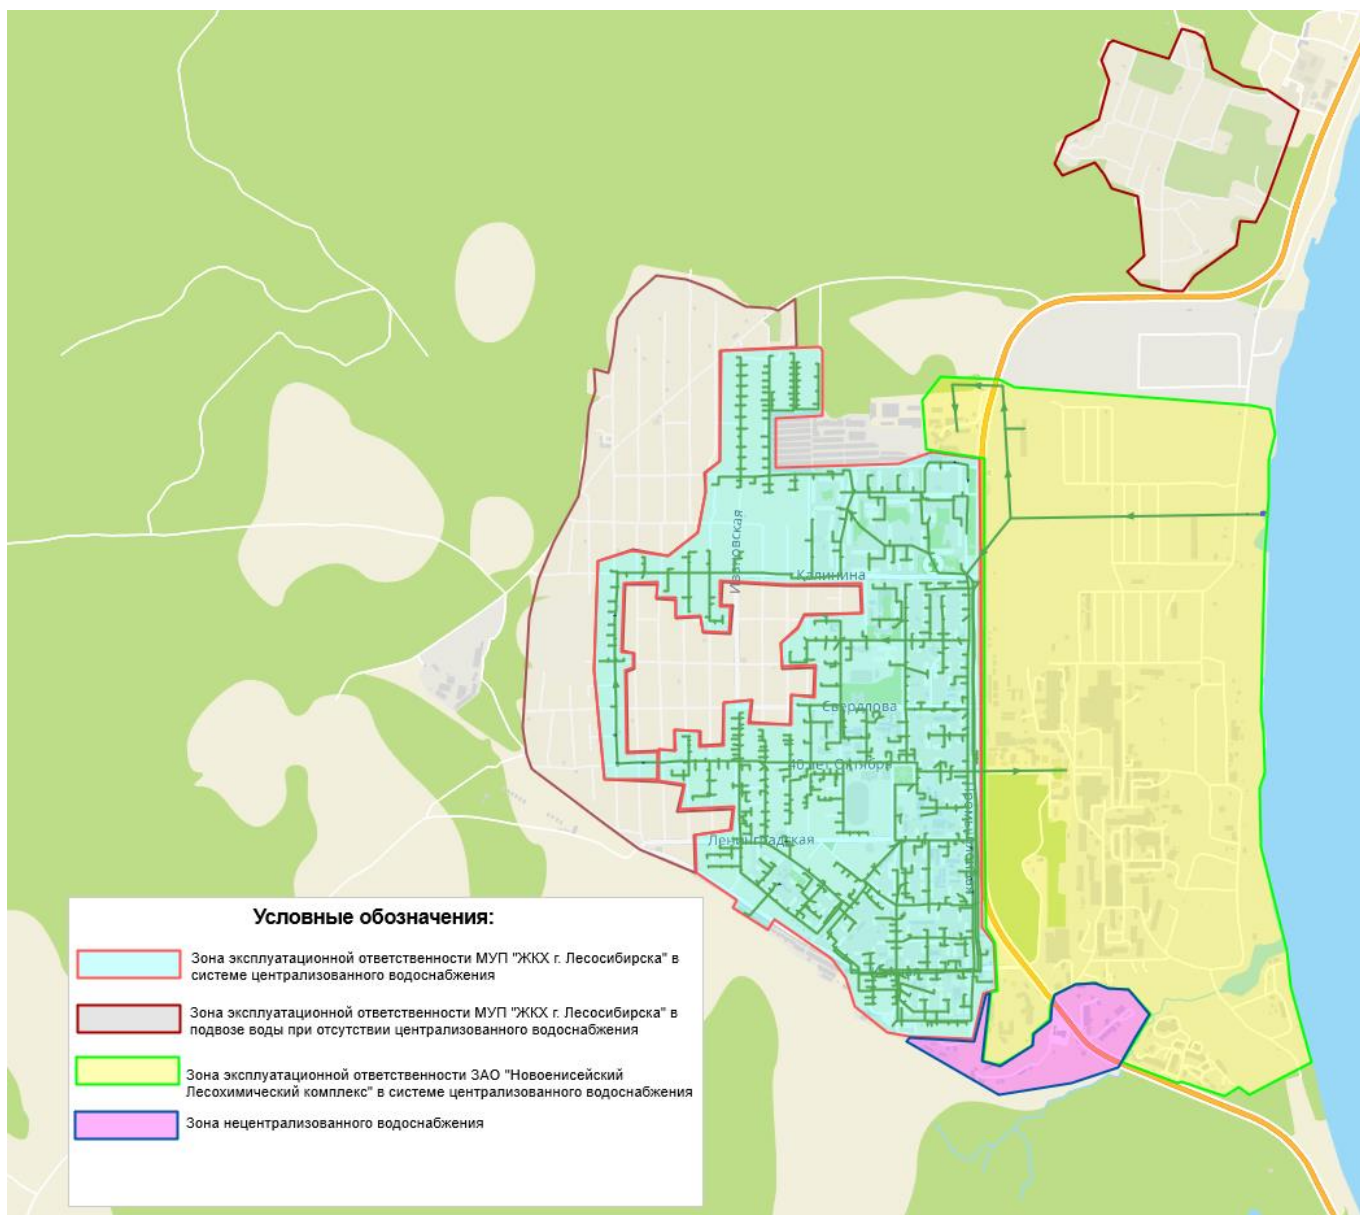 Ивановская
Калинина
Свердлова
40 лет Октября
Ленинградская
Условные обозначения:
Зона эксплуатационной ответственности МУП "ЖКХ г. Лесосибирска" в
системе централизованного водоснабжения
Зона эксплуатационной ответственности МУП "ЖКХ г. Лесосибирска" в
подвозе воды при отсутствии централизованного водоснабжения
Зона эксплуатационной ответственности ЗАО "Новоенисейский
Лесохимический комплекс" в системе централизованного водоснабжения
Зона нецентрализованного водоснабжения